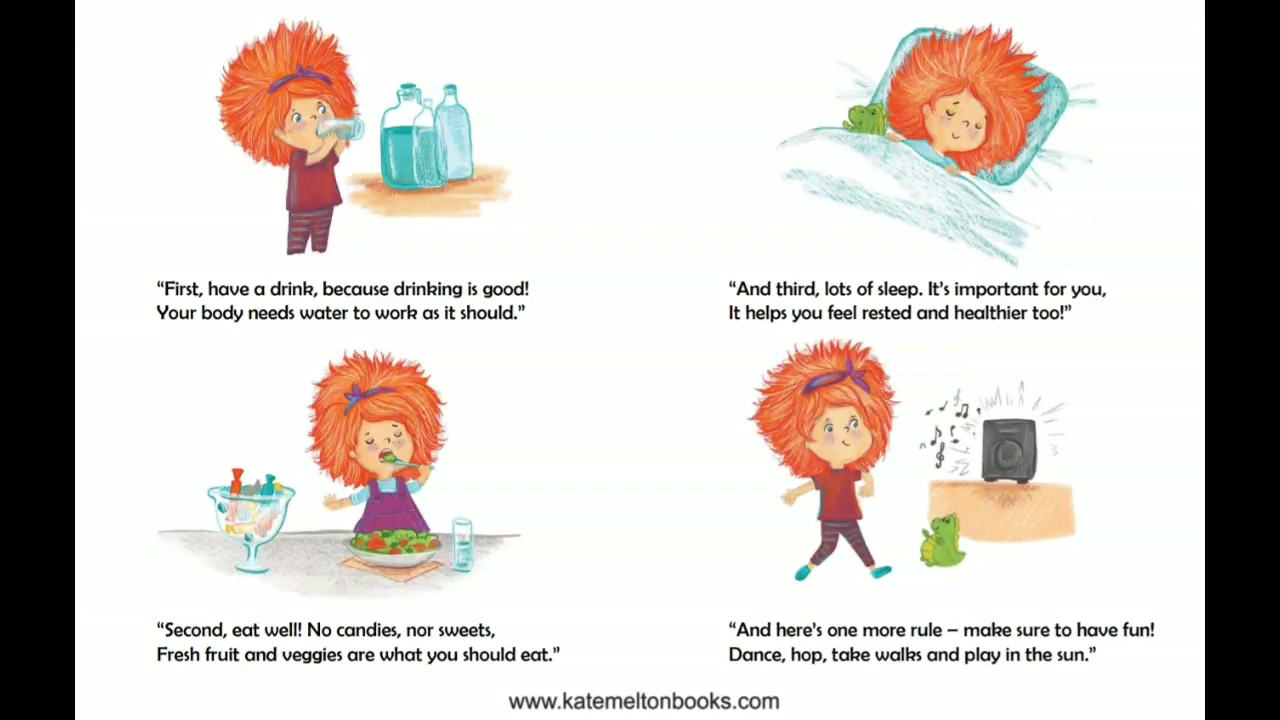 “First, have a drink, because drinking is good!
Your body needs water to work as it should.”
“Second, eat well! No candies, nor sweets,
Fresh fruit and veggies are what you should eat.”
“And third, lots of sleep. It’s important for you,
It helps you feel rested and healthier too!”
“And here’s one more rule – make sure to have fun!
Dance, hop, take walks and play in the sun.”
www.katemeltonbooks.com